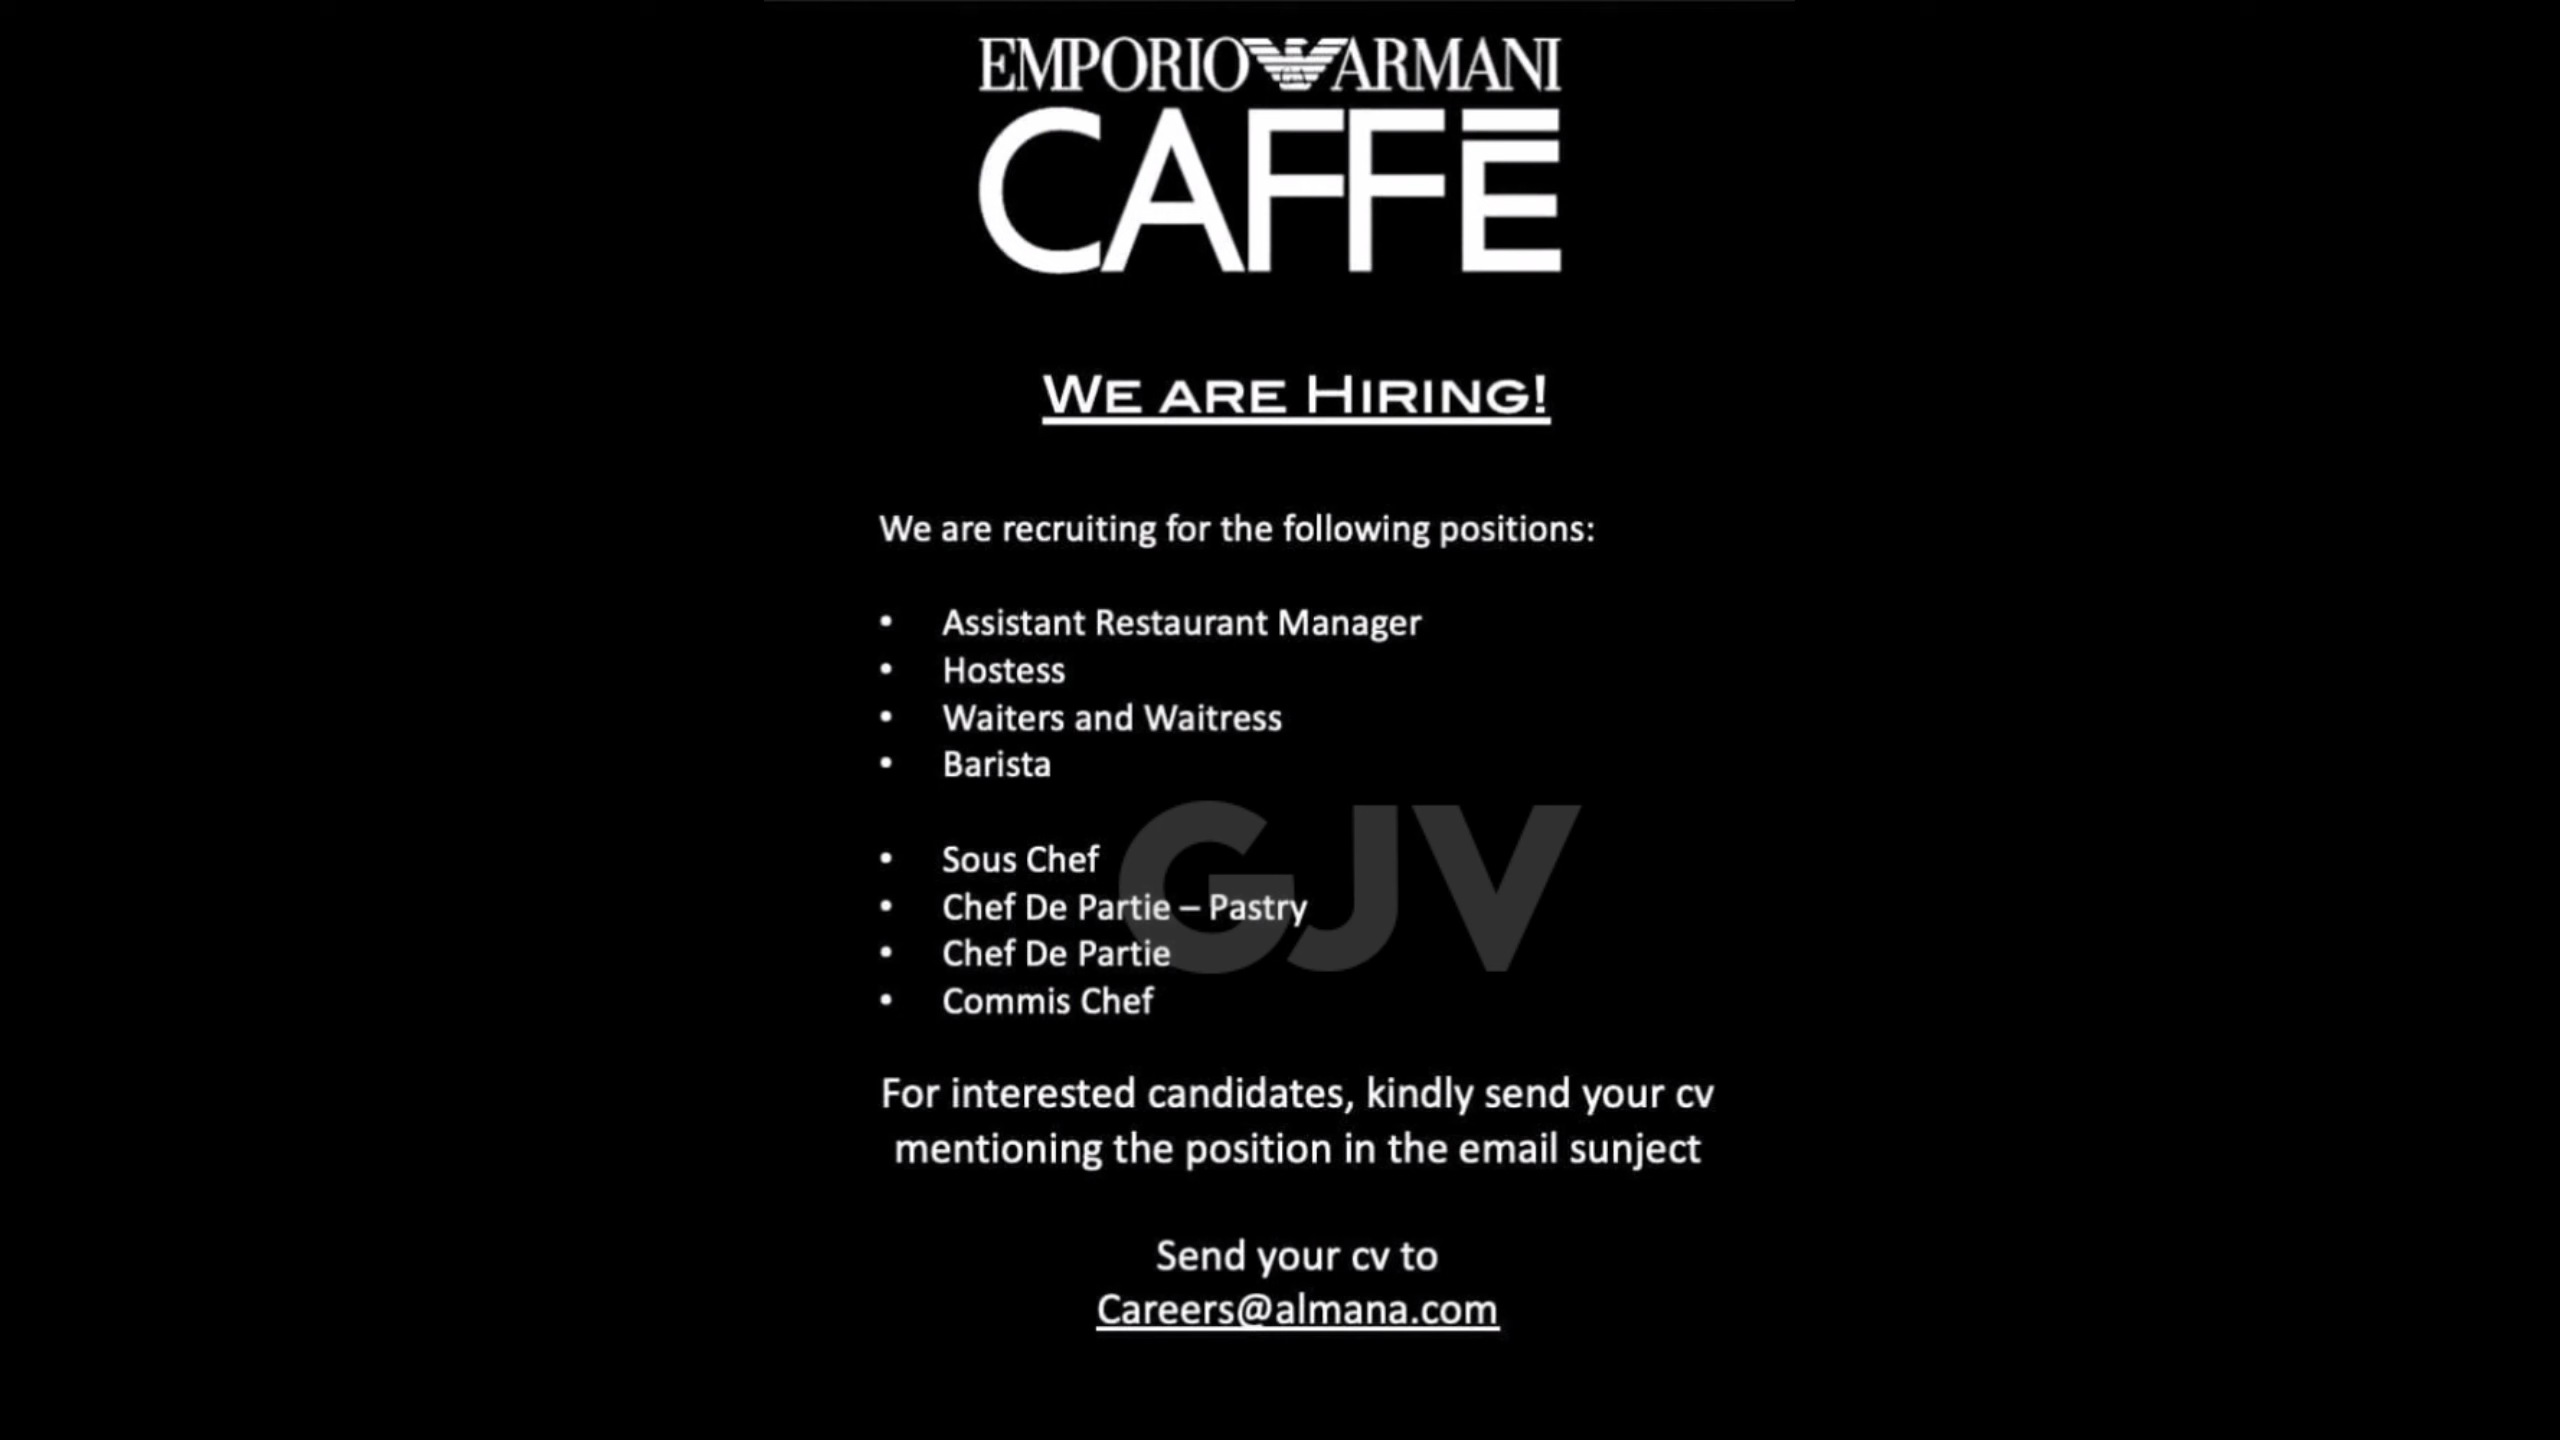 EMPORIO ARMANI
CAFFĒ
WE ARE HIRING!
We are recruiting for the following positions:
• Assistant Restaurant Manager
• Hostess
• Waiters and Waitress
• Barista
• Sous Chef
• Chef De Partie – Pastry
• Chef De Partie
• Commis Chef
GJV
For interested candidates, kindly send your cv
mentioning the position in the email sunject
Send your cv to
Careers@almana.com